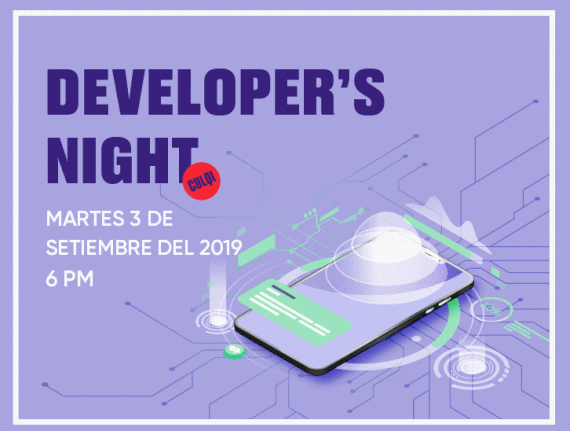 DEVELOPER'S
NIGHT
CULQI
MARTES 3 DE
SETIEMBRE DEL 2019
6 PM